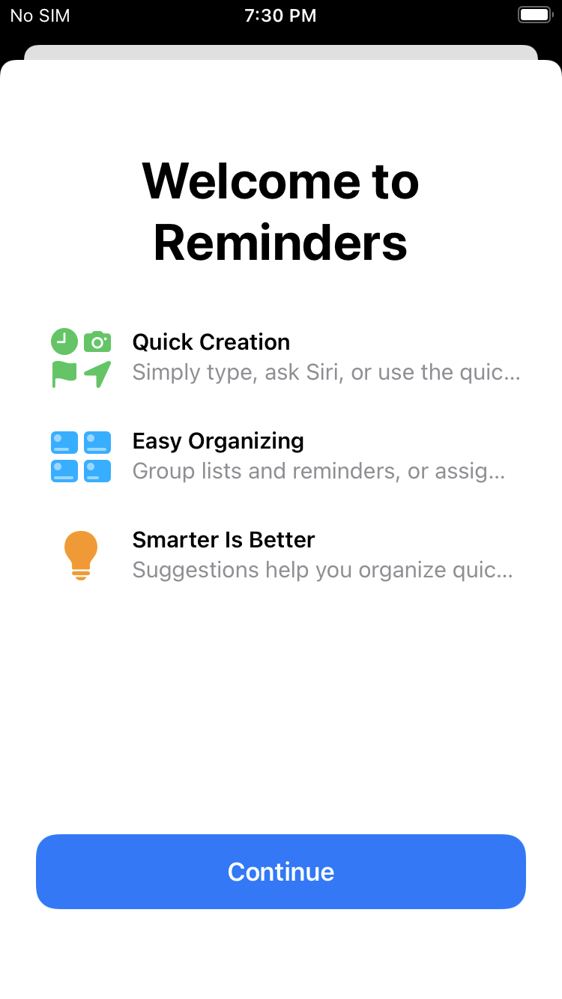 No SIM 7:30 PM
Welcome to
Reminders
Quick Creation
Simply type, ask Siri, or use the quic...
Easy Organizing
Group lists and reminders, or assig...
Smarter Is Better
Suggestions help you organize quic...
Continue